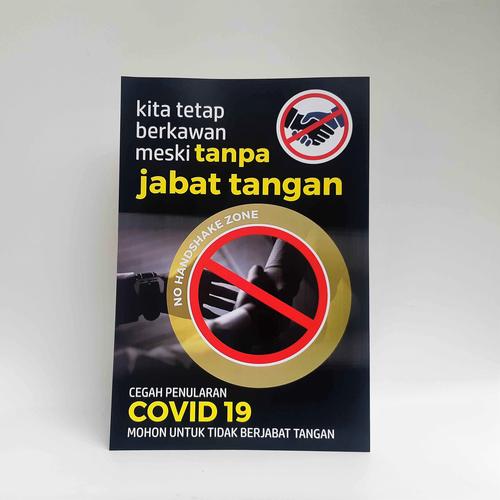 kita tetap
berkawan
meski tanpa
jabat tangan
NO HANDSHAKE ZONE
CEGAH PENULARAN
COVID 19
MOHON UNTUK TIDAK BERJABAT TANGAN